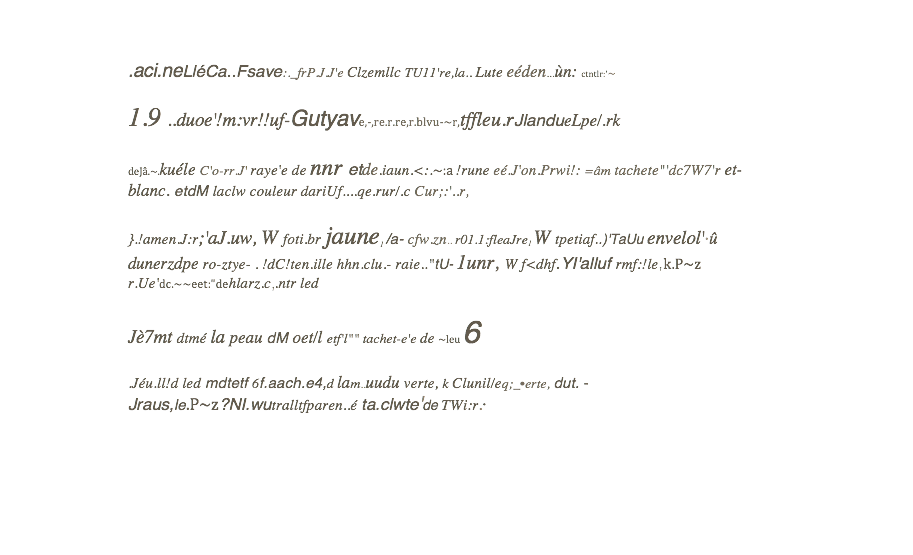 .aci.neLléCa..Fsave:._frP.J.J'e Clzemllc TU11're,la.. Lute eéden...ùn: ctntlr:'~
1.9 ..duoe'!m:vr!!uf-Gutyave,-,re.r.re,r.blvu-~r,tffleu.rJlandueLpe/.rk
dejâ.~.kuéle C'o-rr.J' raye'e de nnr etde.iaun.<:.~:a !rune eé.J'on.Prwi!: =âm tachete"'dc7W7'r et-
blanc. etdM laclw couleur dariUf....qe.rur/.c Cur;:'..r,
}.!amen.J:r;'aJ.uw, W foti.br jaune, /a- cfw.zn...r01.1:fleaJre, W tpetiaf..)'TaUu envelol'·û
dunerzdpe ro-ztye- . !dC!ten.ille hhn.clu.- raie.."tU- 1unr, W f<dhf.Yl'alluf rmf:!le,k.P~z
r.Ue'dc.~~eet:"dehlarz.c,.ntr led
Jè7mt dtmé la peau dM oet/l etf'l"" tachet-e'e de ~leu 6
.Jéu.ll!d led mdtetf 6f.aach.e4,d lam..uudu verte, k Clunil/eq;_•erte, dut. -
Jraus,le.P~z?NI.wutralltfparen..é ta.clwte'de TWi:r.·